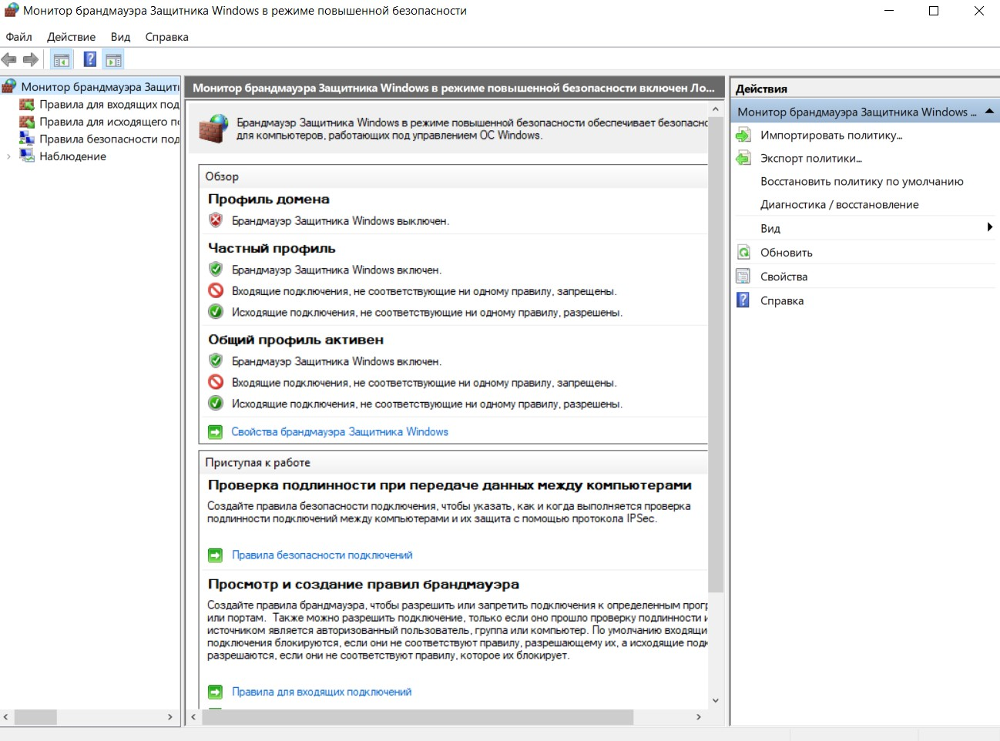 Монитор брандмауэра Защитника Windows в режиме повышенной безопасности
Файл Действие Вид Справка
Монитор брандмауэра Защит
Правила для входящих под
Правила для исходящего п
Правила безопасности под
Наблюдение
Монитор брандмауэра Защитника Windows в режиме повышенной безопасности включен Ло...
Брандмауэр Защитника Windows в режиме повышенной безопасности обеспечивает безопасно
для компьютеров, работающих под управлением ОС Windows.
Обзор
Профиль домена
Брандмауэр Защитника Windows выключен.
Частный профиль
Брандмауэр Защитника Windows включен.
Входящие подключения, не соответствующие ни одному правилу, запрещены.
Исходящие подключения, не соответствующие ни одному правилу, разрешены.
Общий профиль активен
Брандмауэр Защитника Windows включен.
Входящие подключения, не соответствующие ни одному правилу, запрещены.
Исходящие подключения, не соответствующие ни одному правилу, разрешены.
Свойства брандмауэра Защитника Windows
Приступая к работе
Проверка подлинности при передаче данных между компьютерами
Создайте правила безопасности подключения, чтобы указать, как и когда выполняется проверка
подлинности подключений между компьютерами и их защита с помощью протокола IPSec.
Правила безопасности подключений
Просмотр и создание правил брандмауэра
Создайте правила брандмауэра, чтобы разрешить или запретить подключения к определенным прогр
или портам. Также можно разрешить подключение, только если оно прошло проверку подлинности и
источником является авторизованный пользователь, группа или компьютер. По умолчанию входящи
подключения блокируются, если они не соответствуют правилу, разрешающему их, а исходящие подк
разрешаются, если они не соответствуют правилу, которое их блокирует.
Правила для входящих подключений
Действия
Монитор брандмауэра Защитника Windows ...
Импортировать политику...
Экспорт политики...
Восстановить политику по умолчанию
Диагностика / восстановление
Вид
Обновить
Свойства
Справка